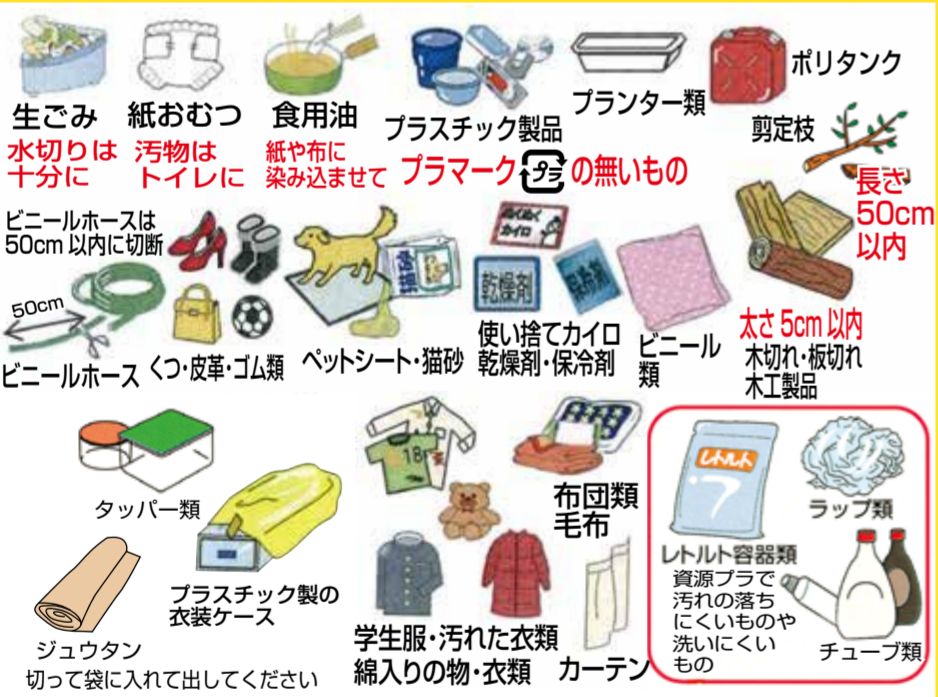 生ごみ
水切りは
十分に
紙おむつ
汚物は
トイレに
食用油
紙や布に
染み込ませて
プラスチック製品
プラマーク プラ の無いもの
プランター類
ポリタンク
剪定枝
長さ
50cm
以内
ビニールホースは
50cm以内に切断
50cm
ビニールホース
くつ・皮革・ゴム類
猫砂
ペットシート・猫砂
ぬくぬく
カイロ
乾燥剤
保冷剤
使い捨てカイロ
乾燥剤・保冷剤
ビニール
類
太さ5cm以内
木切れ・板切れ
木工製品
タッパー類
ジュウタン
切って袋に入れて出してください
プラスチック製の
衣装ケース
18
学生服・汚れた衣類
綿入りの物・衣類
布団類
毛布
カーテン
レトルト
レトルト容器類
資源プラで
汚れの落ち
にくいものや
洗いにくい
もの
ラップ類
チューブ類